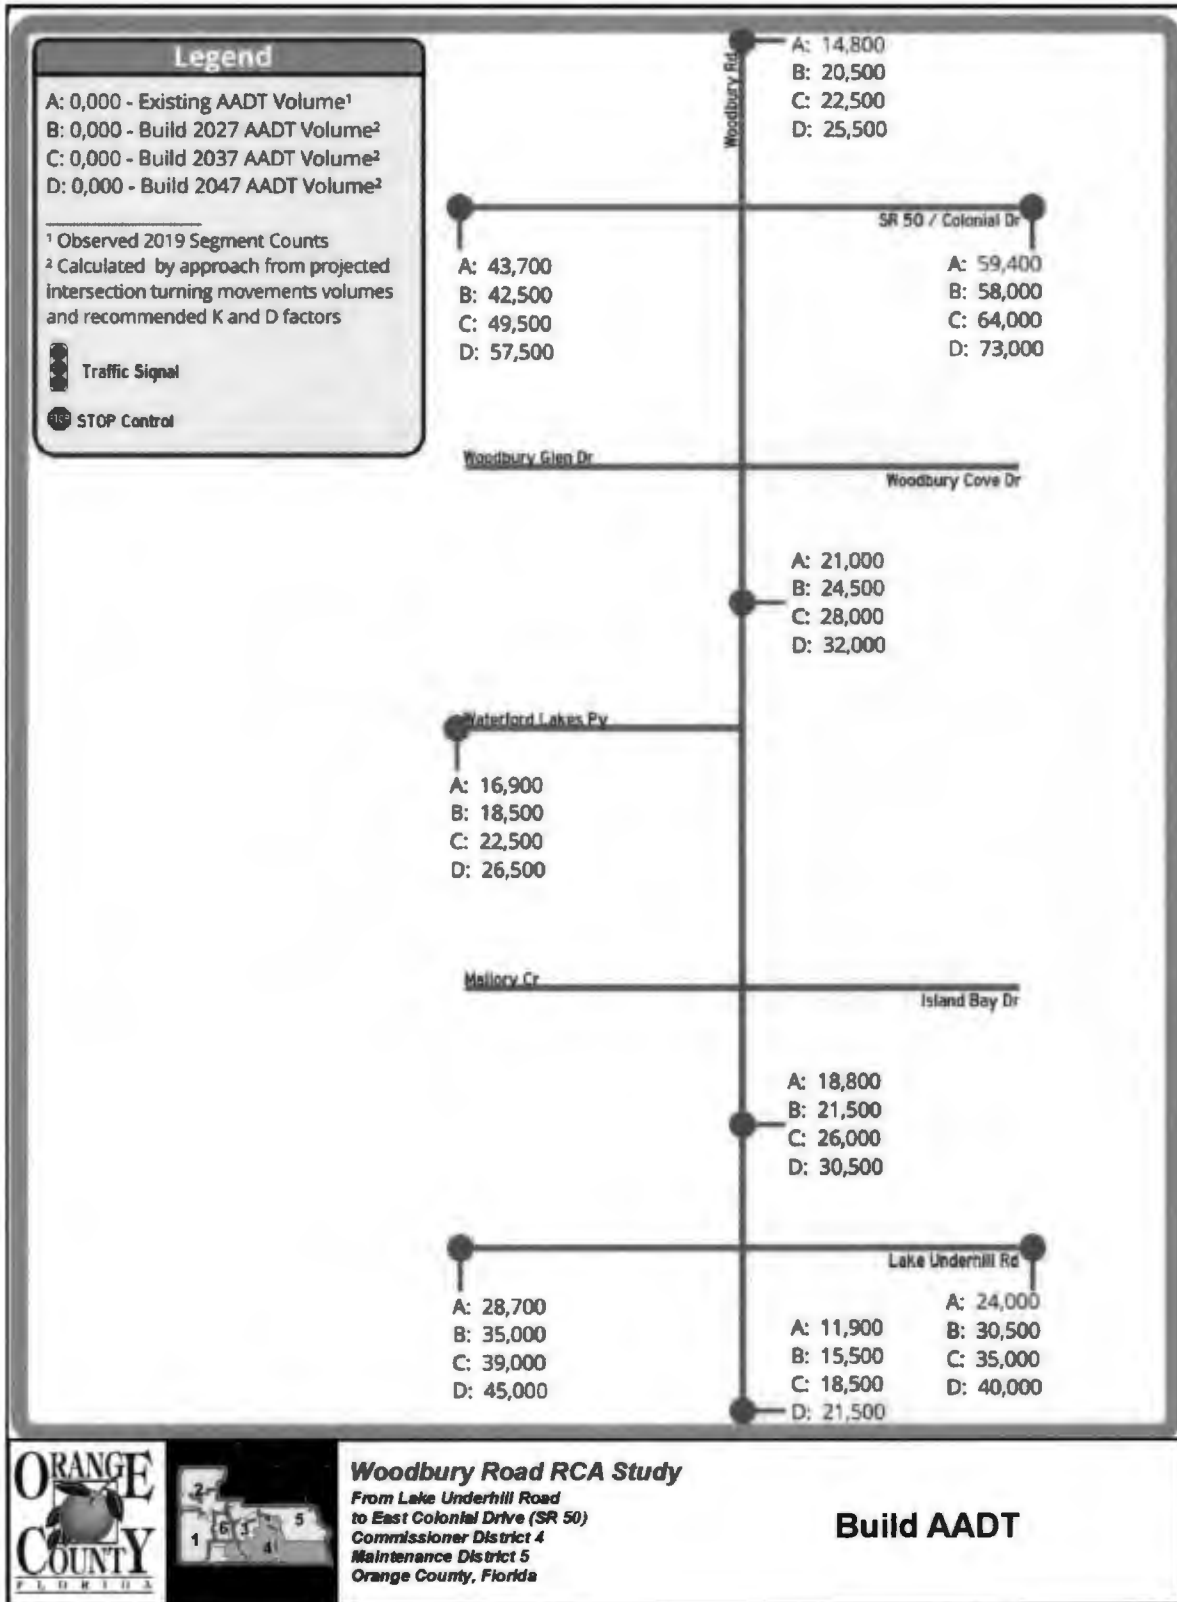 Legend
A: 0,000 - Existing AADT Volume¹
B: 0,000 - Build 2027 AADT Volume²
C: 0,000 - Build 2037 AADT Volume²
D: 0,000 - Build 2047 AADT Volume²
¹ Observed 2019 Segment Counts
² Calculated by approach from projected
intersection turning movements volumes
and recommended K and D factors
Traffic Signal
STOP
STOP Control
Woodbury Rd
A: 14,800
B: 20,500
C: 22,500
D: 25,500
SR 50 / Colonial Dr
A: 43,700
B: 42,500
C: 49,500
D: 57,500
A: 59,400
B: 58,000
C: 64,000
D: 73,000
Woodbury Glen Dr
Woodbury Cove Dr
A: 21,000
B: 24,500
C: 28,000
D: 32,000
Waterford Lakes Py
A: 16,900
B: 18,500
C: 22,500
D: 26,500
Mallory Cr
Island Bay Dr
A: 18,800
B: 21,500
C: 26,000
D: 30,500
Lake Underhill Rd
A: 28,700
B: 35,000
C: 39,000
D: 45,000
A: 11,900
B: 15,500
C: 18,500
D: 21,500
A: 24,000
B: 30,500
C: 35,000
D: 40,000
ORANGE
COUNTY
FLORIDA
2
1
6
3
4
5
Woodbury Road RCA Study
From Lake Underhill Road
to East Colonial Drive (SR 50)
Commissioner District 4
Maintenance District 5
Orange County, Florida
Build AADT